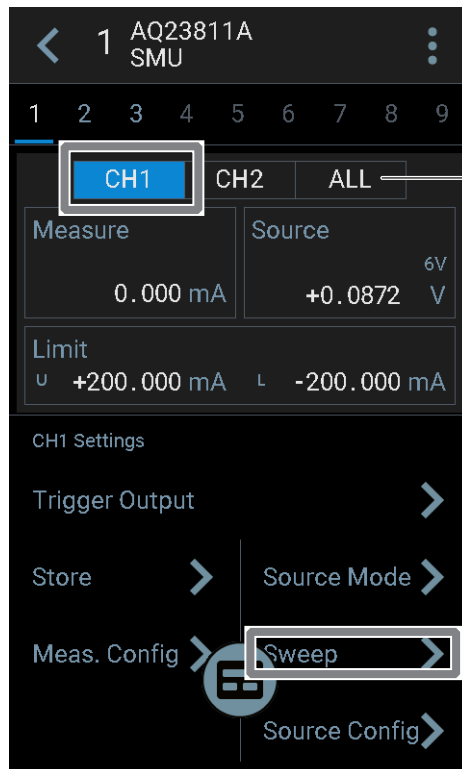 1 AQ23811A
SMU
1 2 3 4 5 6 7 8 9
CH1 CH2 ALL
Measure Source
6V
0.000 mA +0.0872 V
Limit
U +200.000 mA L -200.000 mA
CH1 Settings
Trigger Output
Store Source Mode
Meas. Config Sweep
Source Config